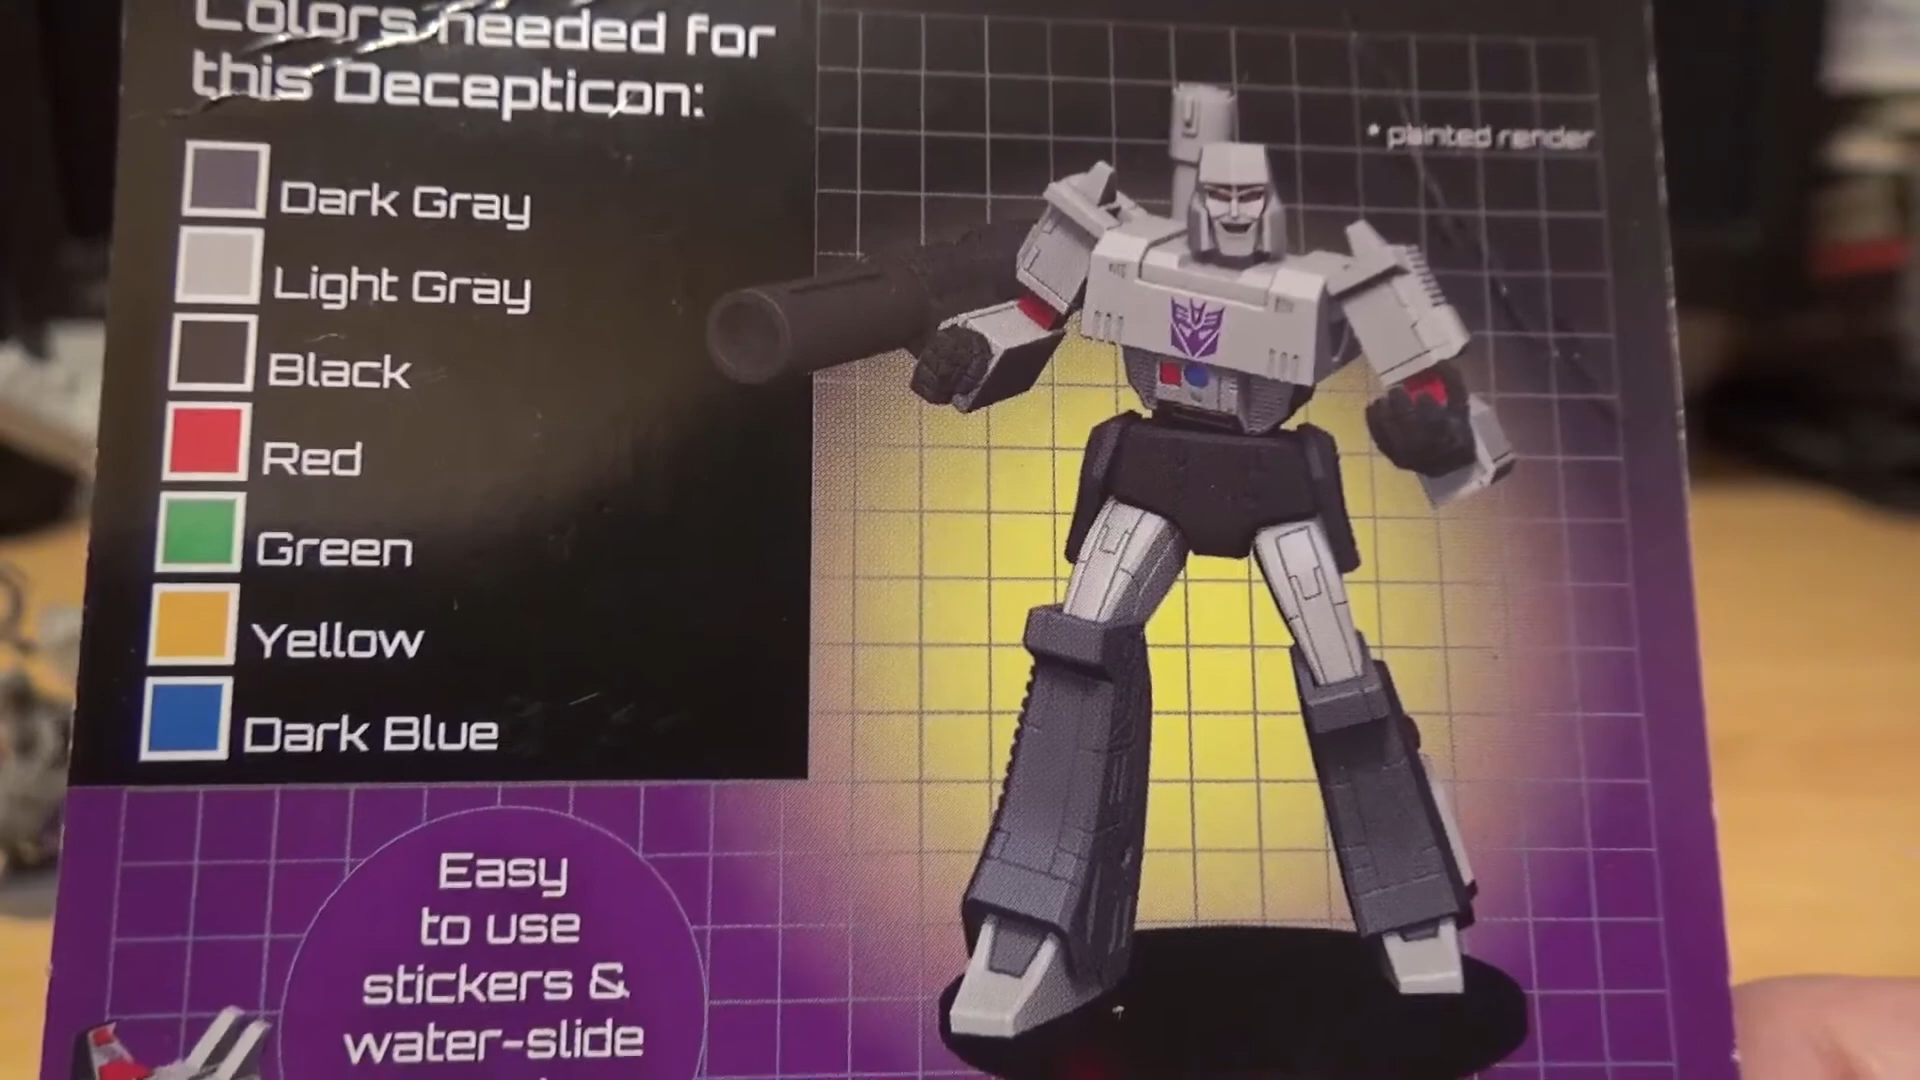 Colors needed for
this Decepticon:
* painted render
Dark Gray
Light Gray
Black
Red
Green
Yellow
Dark Blue
Easy
to use
stickers &
water-slide